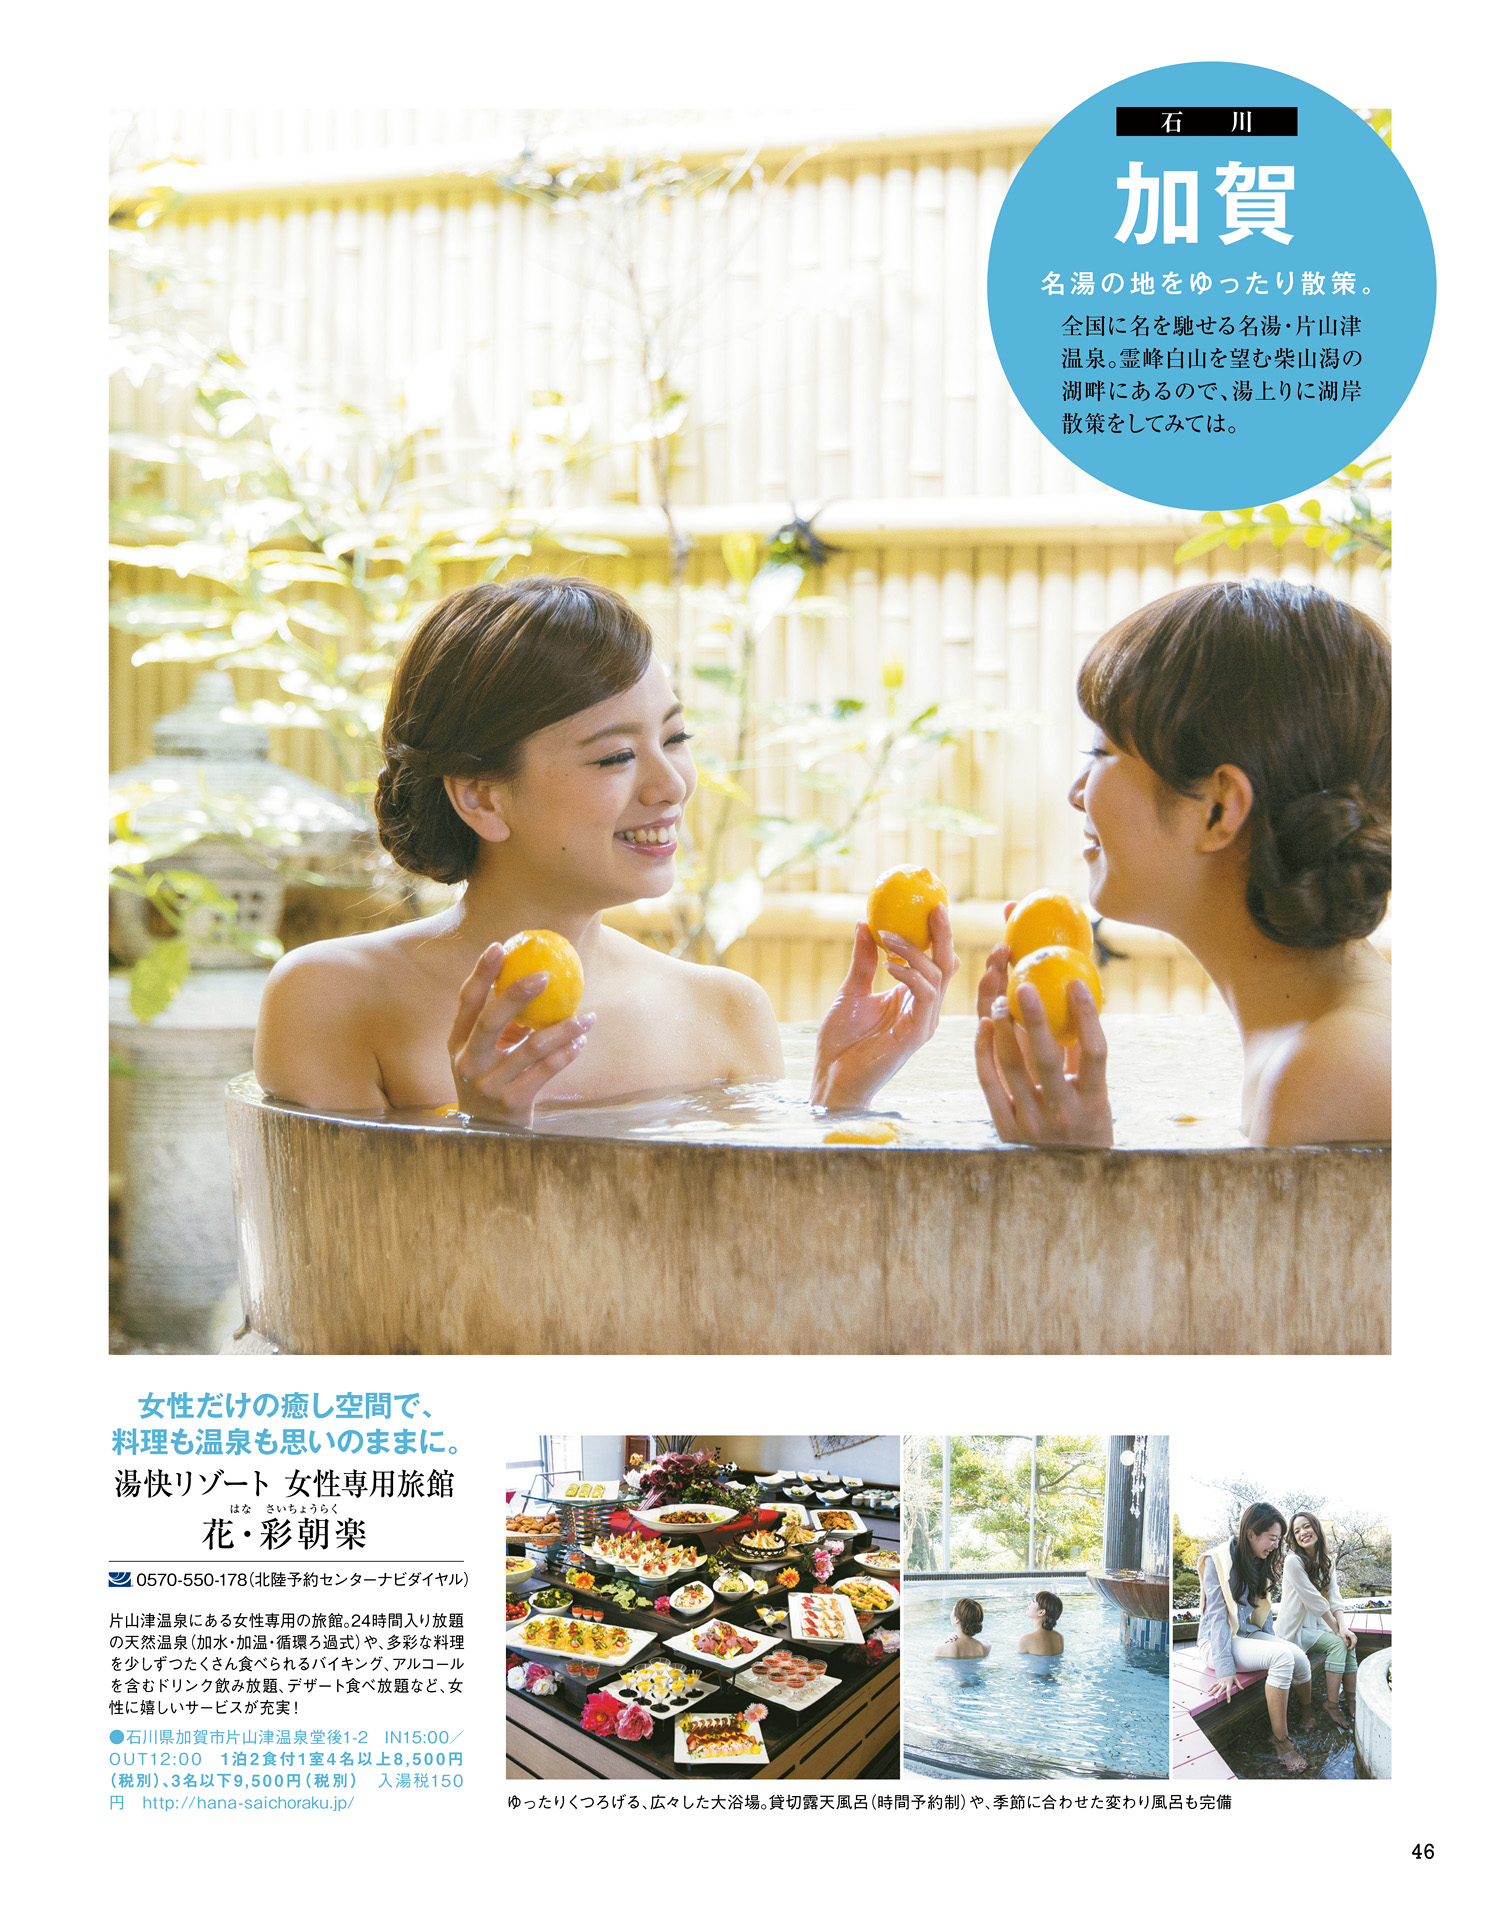 石川
加賀
名湯の地をゆったり散策。
全国に名を馳せる名湯・片山津
温泉。霊峰白山を望む柴山潟の
湖畔にあるので、湯上りに湖岸
散策をしてみては。
女性だけの癒し空間で、
料理も温泉も思いのままに。
湯快リゾート 女性専用旅館
はな さいちょうらく
花・彩朝楽
0570-550-178(北陸予約センターナビダイヤル)
片山津温泉にある女性専用の旅館。24時間入り放題
の天然温泉(加水・加温・循環ろ過式)や、多彩な料理
を少しずつたくさん食べられるバイキング、アルコール
を含むドリンク飲み放題、デザート食べ放題など、女
性に嬉しいサービスが充実！
●石川県加賀市片山津温泉堂後1-2 IN15:00／
OUT12:00 1泊2食付1室4名以上8,500円
(税別)、3名以下9,500円(税別) 入湯税150
円 http://hana-saichoraku.jp/
ゆったりくつろげる、広々した大浴場。貸切露天風呂(時間予約制)や、季節に合わせた変わり風呂も完備
46